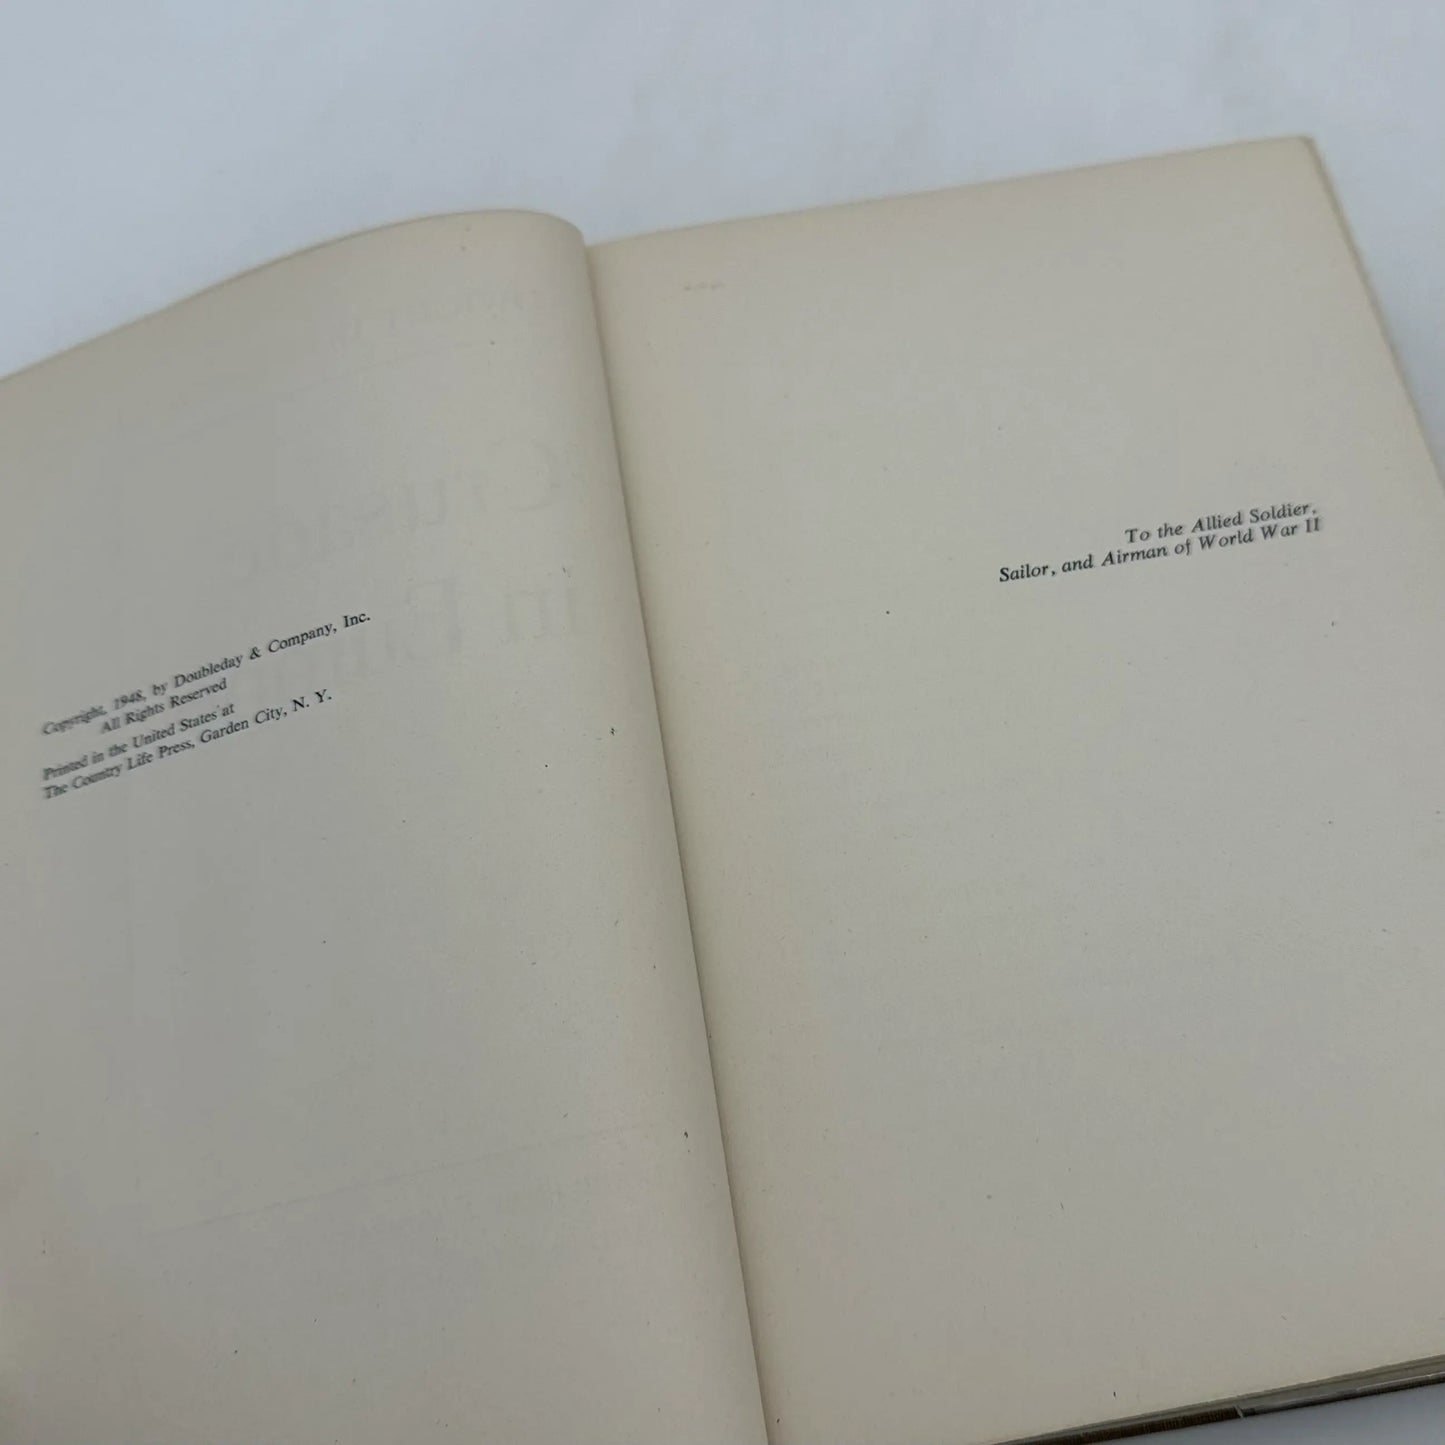 Copyright, 1948, by Doubleday & Company, Inc.
All Rights Reserved
Printed in the United States at
The Country Life Press, Garden City, N. Y.
To the Allied Soldier,
Sailor, and Airman of World War II